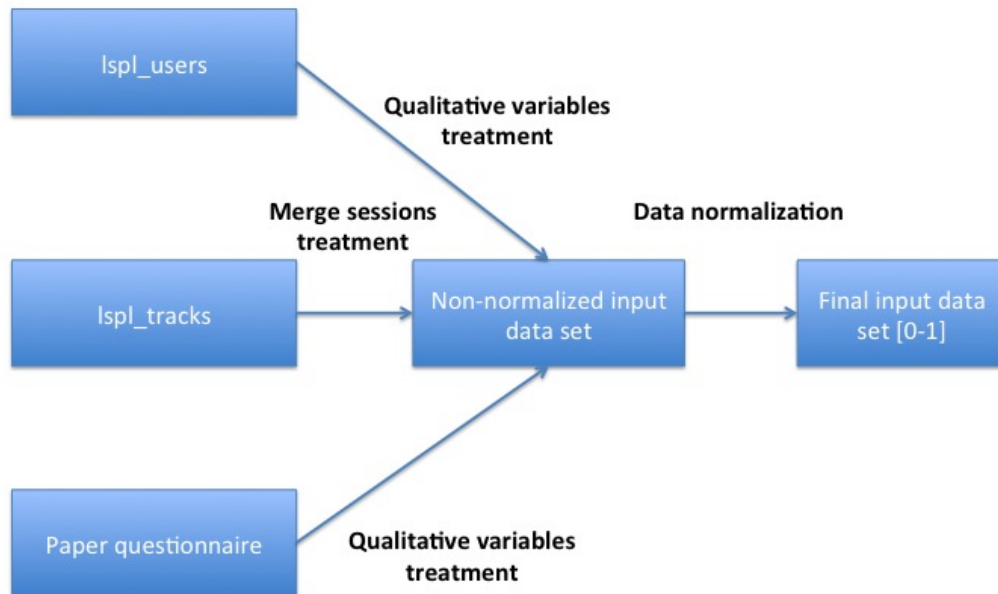 lspl_users
Qualitative variables
treatment
Merge sessions
treatment
Data normalization
lspl_tracks
Non-normalized input
data set
Final input data
set [0-1]
Paper questionnaire
Qualitative variables
treatment